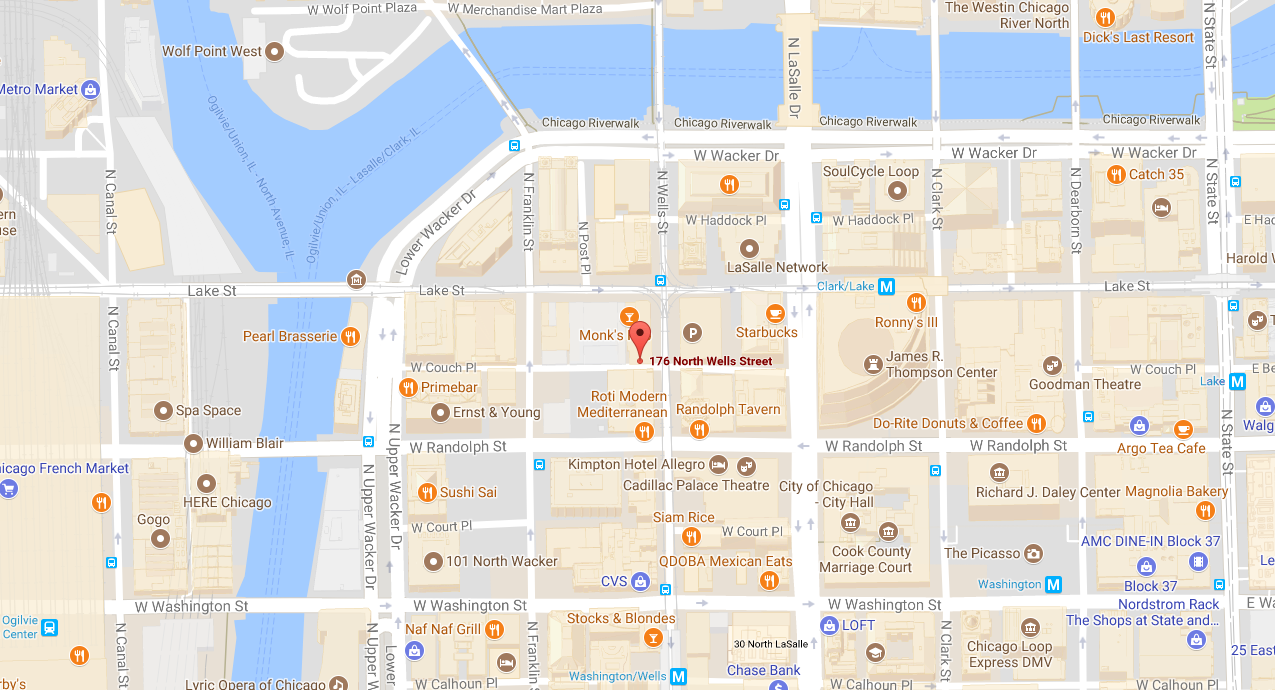 W Wolf Point Plaza
W Merchandise Mart Plaza
The Westin Chicago
River North
Dick's Last Resort
N State St
Wolf Point West
N LaSalle Dr
Metro Market
Ogilvie/Union, IL - North Avenue, IL
Ogilvie/Union, IL - Lasalle/Clark, IL
Chicago Riverwalk
Chicago Riverwalk
Chicago Riverwalk
Chicago Riverwalk
W Wacker Dr
W Wacker Dr
W Wacker Dr
N Canal St
N Franklin St
N Wells St
SoulCycle Loop
N Clark St
N Dearborn St
Catch 35
N State St
Lower Wacker Dr
N Post Pl
W Haddock Pl
W Haddock Pl
E Had
LaSalle Network
Harold W
Lake St
Lake St
Clark/Lake
Lake St
N Canal St
Pearl Brasserie
Monk's
Starbucks
Ronny's III
176 North Wells Street
James R.
Thompson Center
W Couch Pl
W Couch Pl
E Be
Goodman Theatre
Lake
Primebar
Roti Modern
Mediterranean
Randolph Tavern
Spa Space
Ernst & Young
Do-Rite Donuts & Coffee
Walg
William Blair
N Upper Wacker Dr
W Randolph St
W Randolph St
W Randolph St
Argo Tea Cafe
N State St
hicago French Market
Kimpton Hotel Allegro
Cadillac Palace Theatre
City of Chicago
- City Hall
Richard J. Daley Center
Magnolia Bakery
N Upper Wacker Dr
HERE Chicago
Sushi Sai
Gogo
W Court Pl
Siam Rice
W Court Pl
AMC DINE-IN Block 37
Cook County
Marriage Court
The Picasso
101 North Wacker
QDOBA Mexican Eats
CVS
Washington
Block 37
W Washington St
W Washington St
W Washington St
Nordstrom Rack
The Shops at State and...
E Wa
Ogilvie
Center
N Canal St
N Upper W
Lower
Naf Naf Grill
N Franklin S
Stocks & Blondes
LOFT
30 North LaSalle
N Clark St
Chicago Loop
Express DMV
25 East
Lyric Opera of Chicago
W Calhoun Pl
Washington/Wells
Chase Bank
W Calhoun Pl
W Calhoun Pl